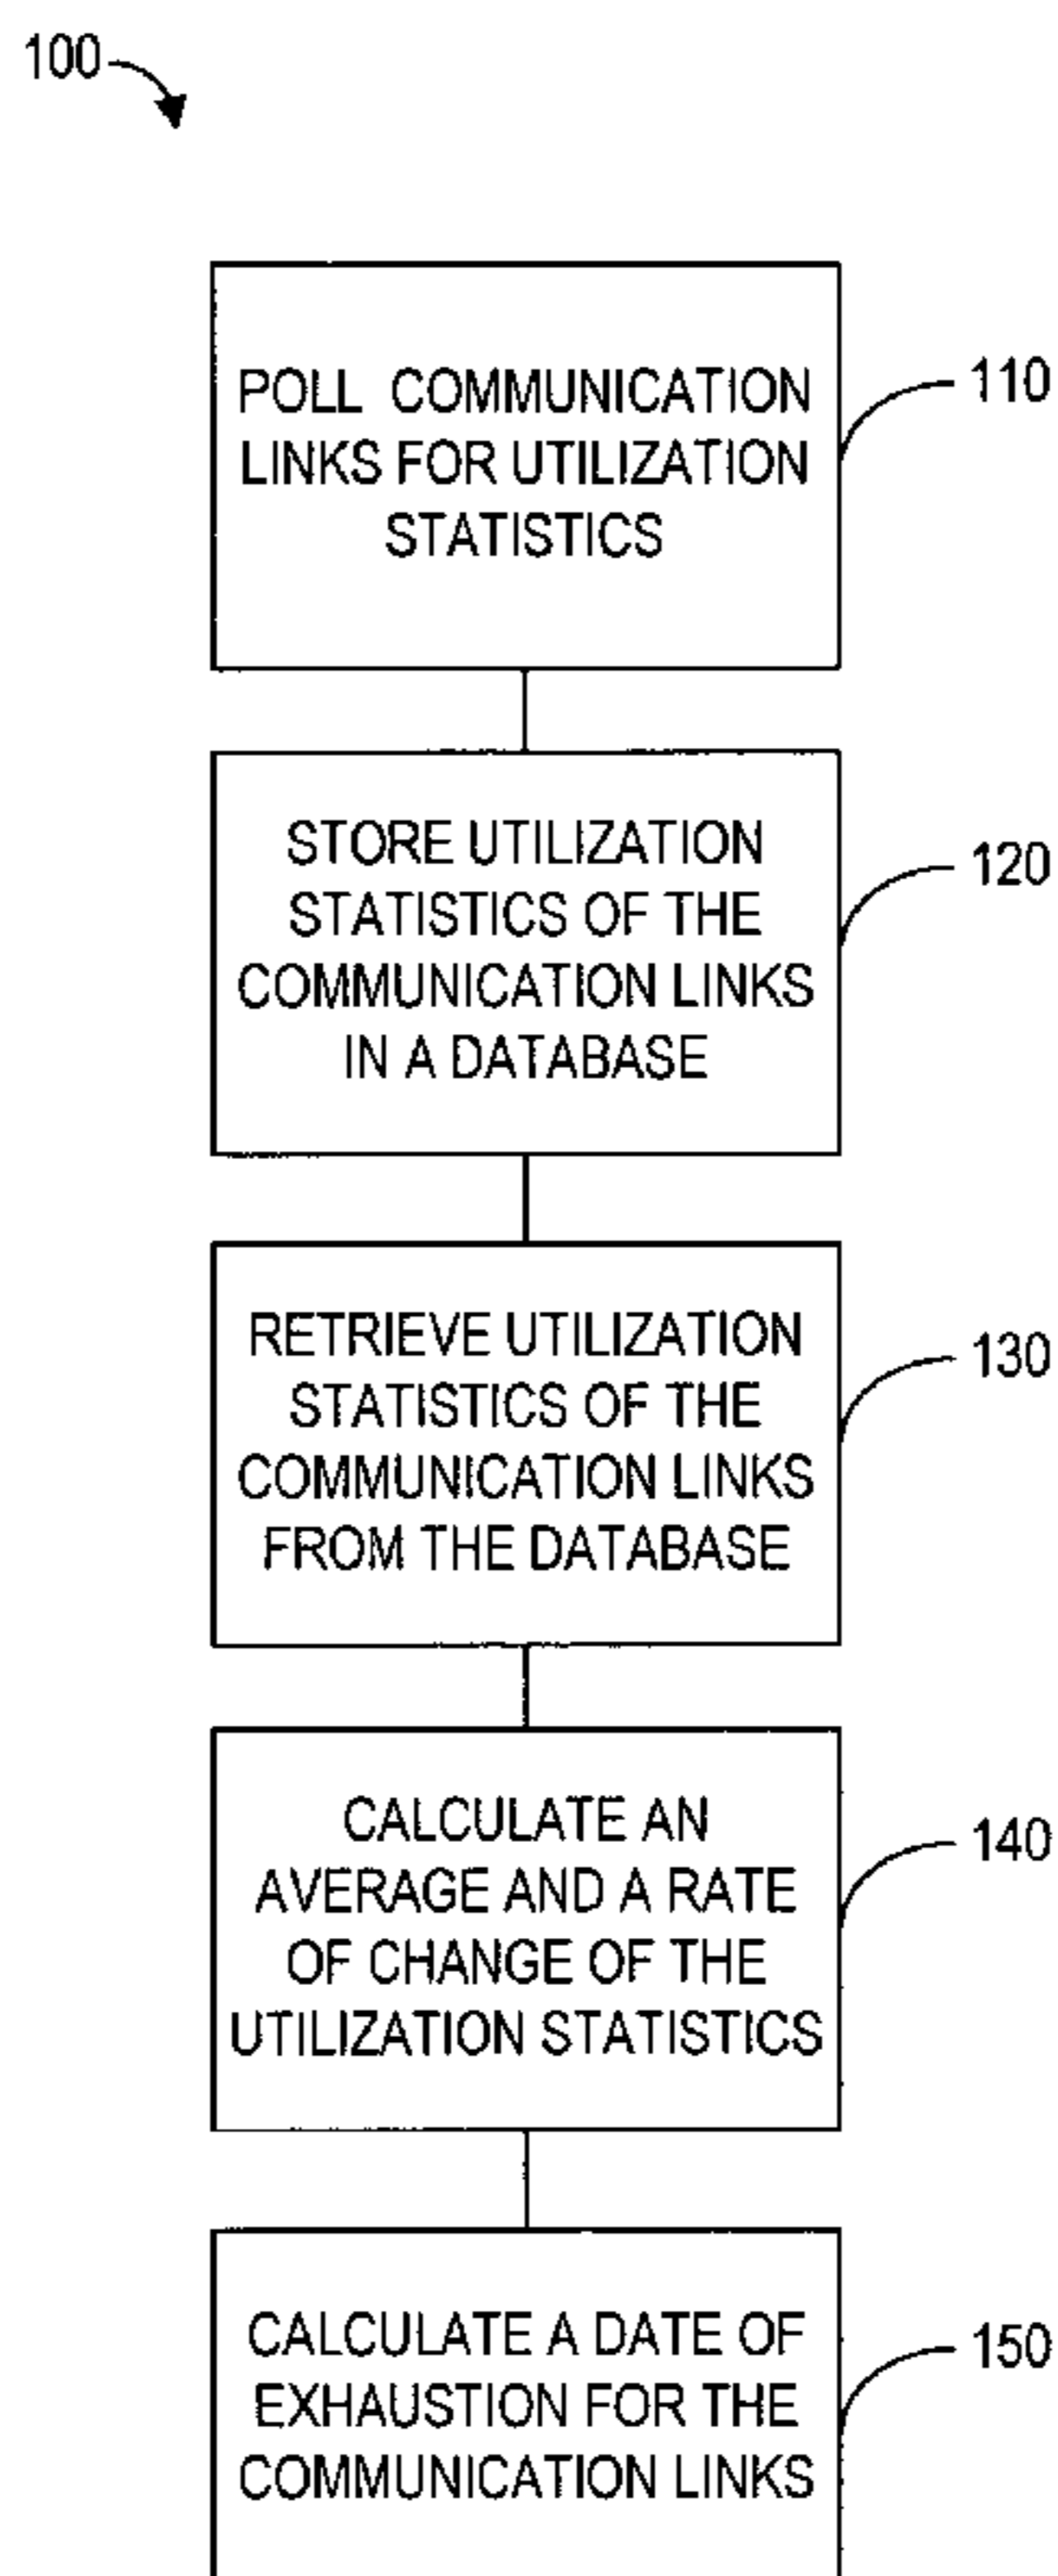 100
POLL COMMUNICATION
LINKS FOR UTILIZATION
STATISTICS
110
STORE UTILIZATION
STATISTICS OF THE
COMMUNICATION LINKS
IN A DATABASE
120
RETRIEVE UTILIZATION
STATISTICS OF THE
COMMUNICATION LINKS
FROM THE DATABASE
130
CALCULATE AN
AVERAGE AND A RATE
OF CHANGE OF THE
UTILIZATION STATISTICS
140
CALCULATE A DATE OF
EXHAUSTION FOR THE
COMMUNICATION LINKS
150